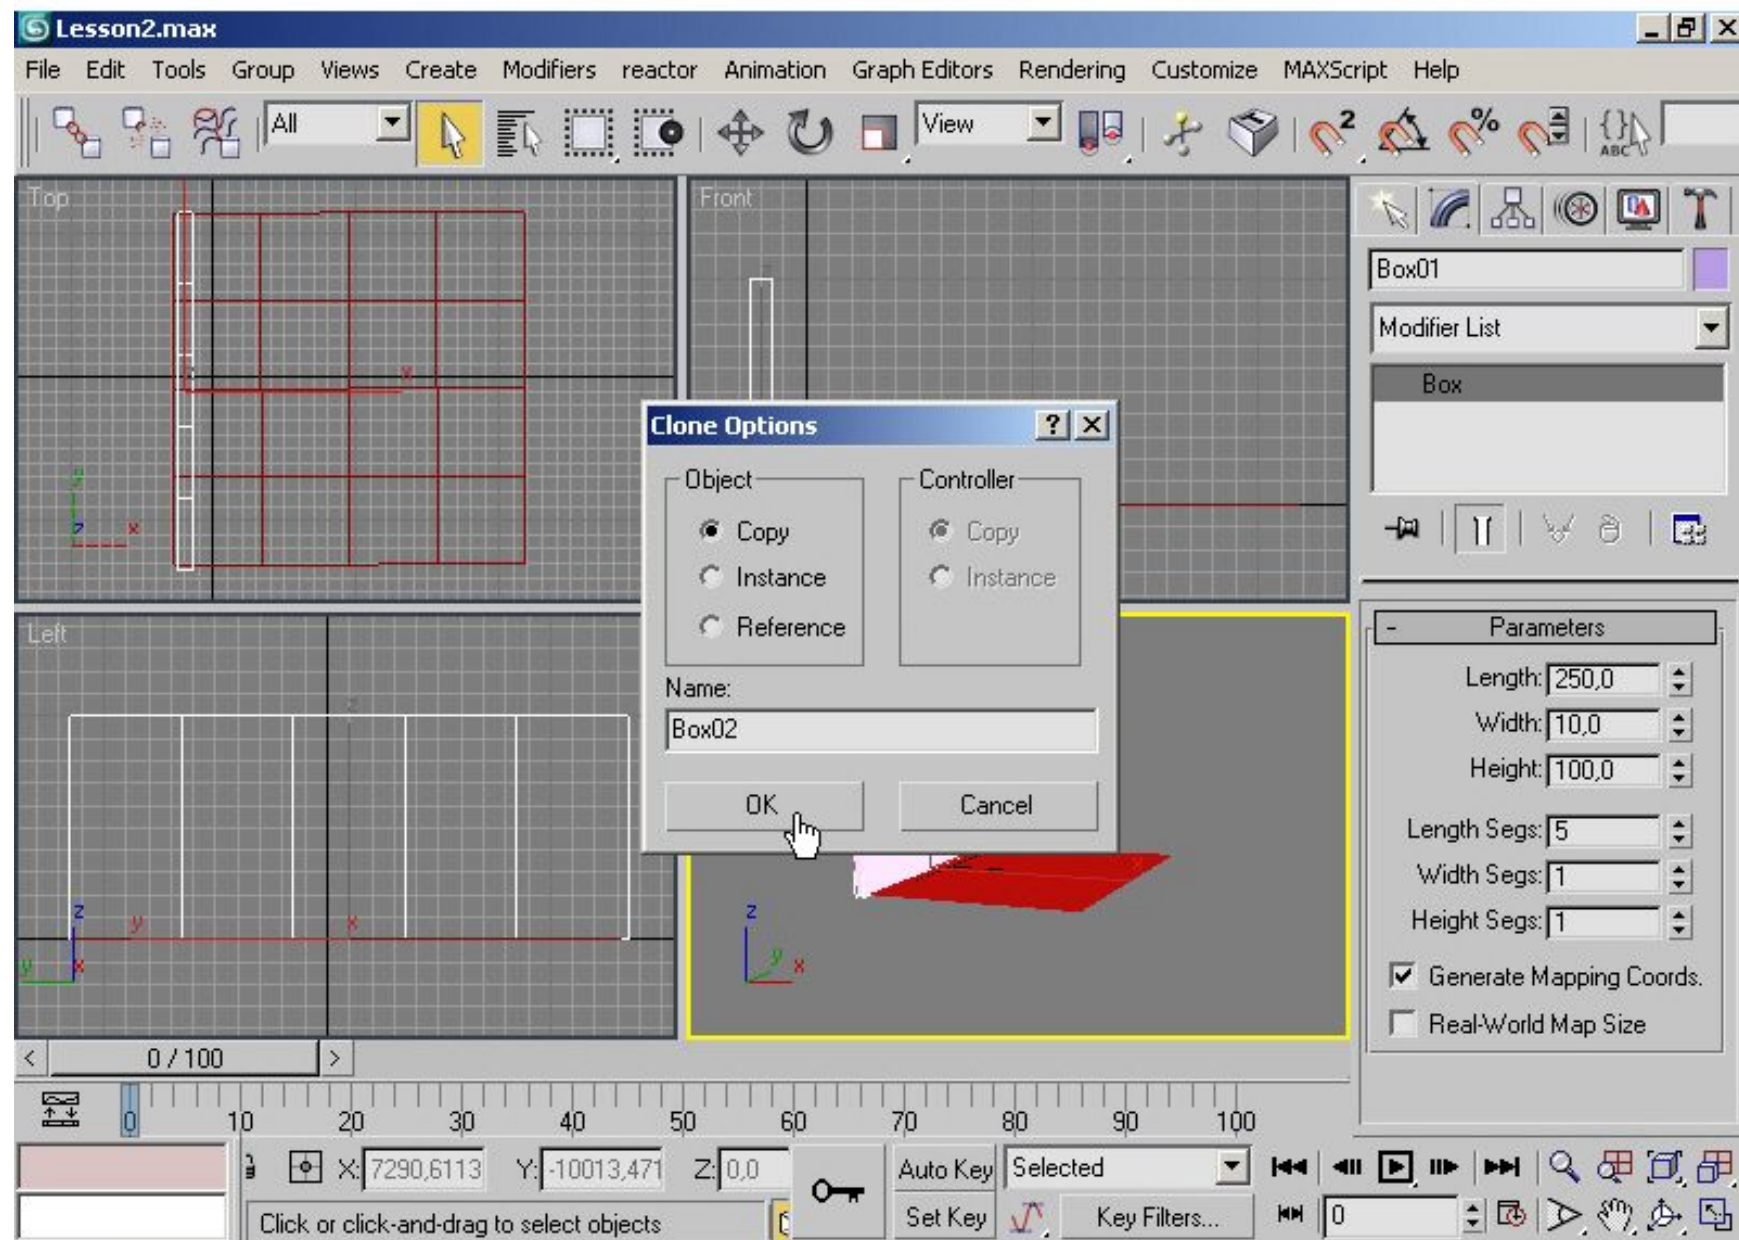 Lesson2.max
File Edit Tools Group Views Create Modifiers reactor Animation Graph Editors Rendering Customize MAXScript Help
All View 2 % {} ABC
Top
Front
Left
Box01
Modifier List
Box
Clone Options
Object
Copy
Instance
Reference
Controller
Copy
Instance
Name:
Box02
OK Cancel
- Parameters
Length: 250,0
Width: 10,0
Height: 100,0
Length Segs: 5
Width Segs: 1
Height Segs: 1
Generate Mapping Coords.
Real-World Map Size
y
z x
x
z
y x
y x
z
y x
< 0 / 100 >
0 10 20 30 40 50 60 70 80 90 100
X: 7290,6113 Y: -10013,471 Z: 0,0 Auto Key Selected
Click or click-and-drag to select objects Set Key Key Filters... 0